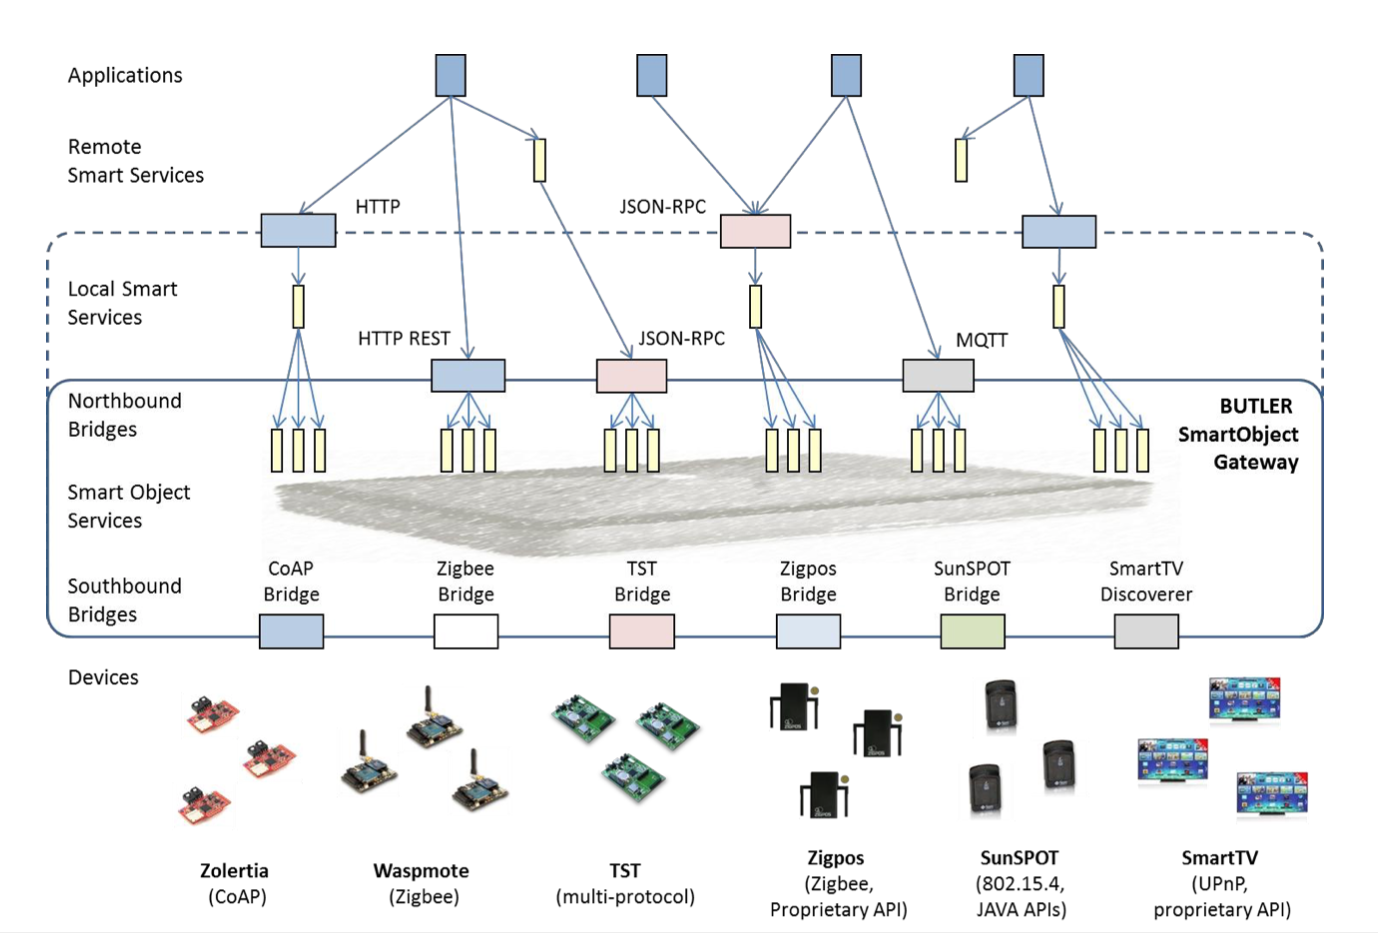 Applications
Remote
Smart Services
HTTP
JSON-RPC
Local Smart
Services
HTTP REST
JSON-RPC
MQTT
Northbound
Bridges
BUTLER
SmartObject
Gateway
Smart Object
Services
Southbound
Bridges
CoAP
Bridge
Zigbee
Bridge
TST
Bridge
Zigpos
Bridge
SunSPOT
Bridge
SmartTV
Discoverer
Devices
Zolertia
(CoAP)
Waspmote
(Zigbee)
TST
(multi-protocol)
Zigpos
(Zigbee,
Proprietary API)
SunSPOT
(802.15.4,
JAVA APIs)
SmartTV
(UPnP,
proprietary API)